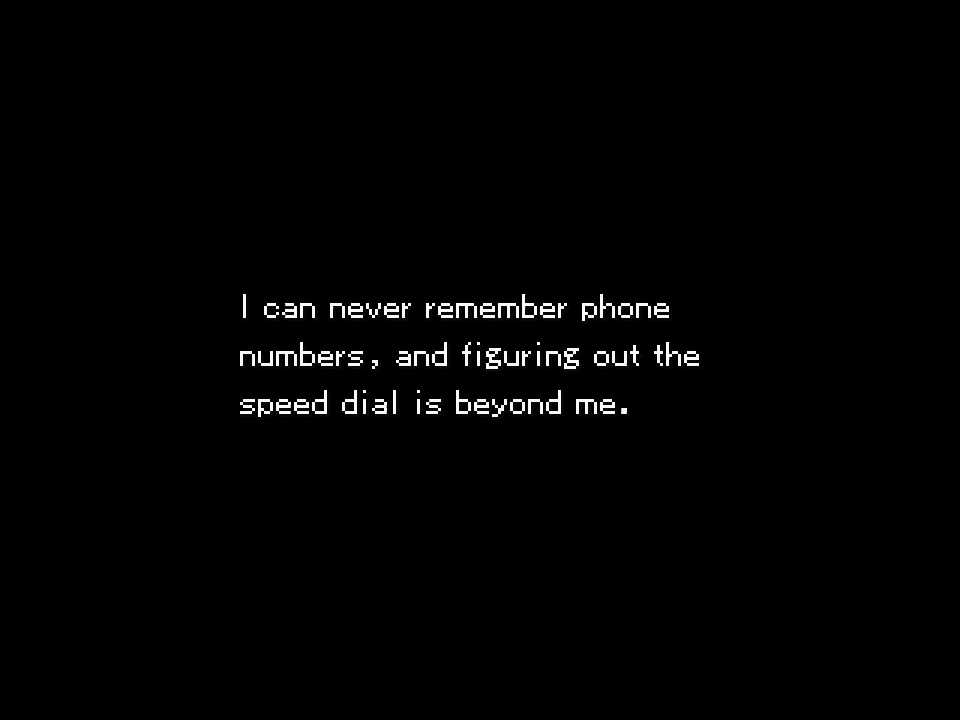 I can never remember phone
numbers, and figuring out the
speed dial is beyond me.